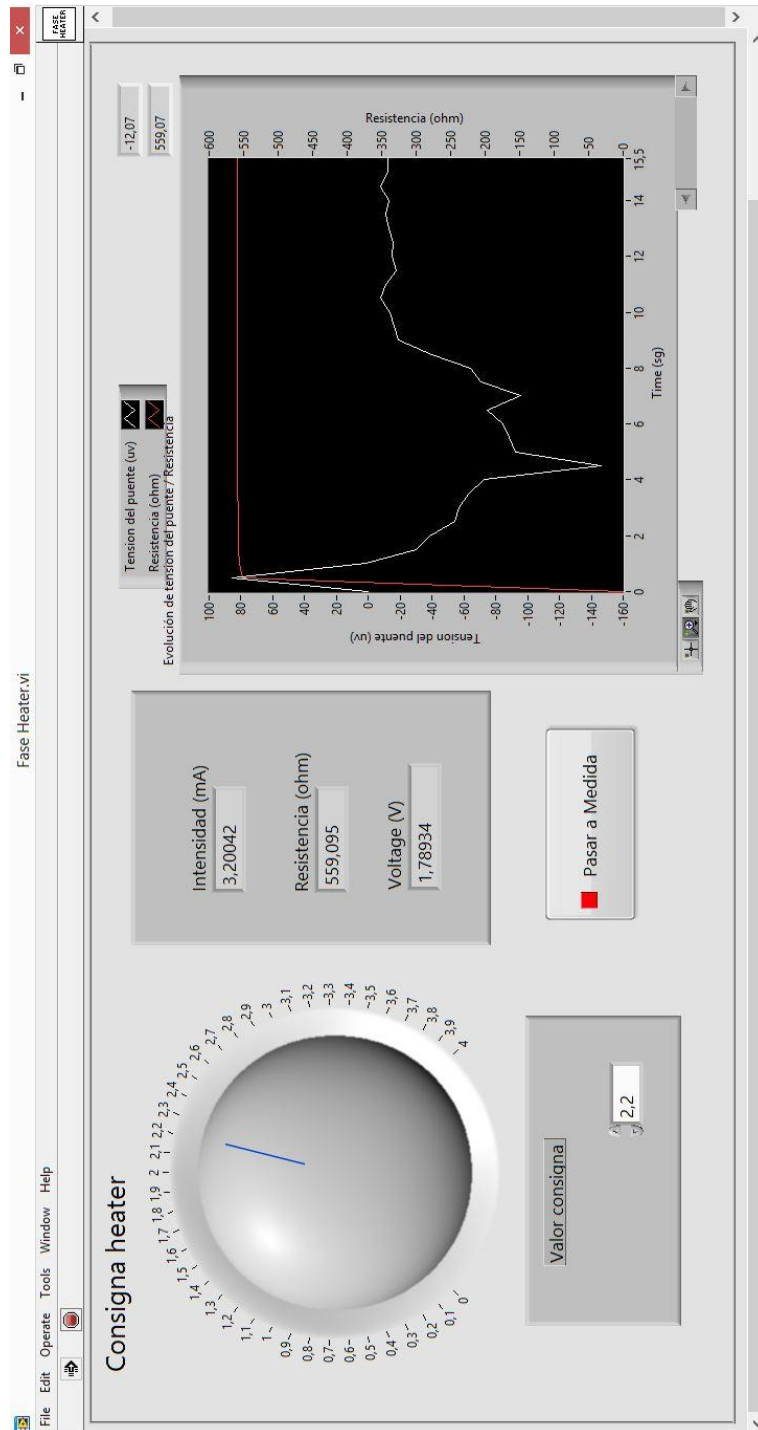 Fase Heater.vi
File Edit Operate Tools Window Help
FASE
HEATER
Consigna heater
0 0,1 0,2 0,3 0,4 0,5 0,6 0,7 0,8 0,9 1 1,1 1,2 1,3 1,4 1,5 1,6 1,7 1,8 1,9 2 2,1 2,2 2,3 2,4 2,5 2,6 2,7 2,8 2,9 3 3,1 3,2 3,3 3,4 3,5 3,6 3,7 3,8 3,9 4
Valor consigna
2,2
Intensidad (mA)
3,20042
Resistencia (ohm)
559,095
Voltage (V)
1,78934
Pasar a Medida
Tension del puente (uv)
-12,07
Resistencia (ohm)
559,07
Evolución de tension del puente / Resistencia
Tension del puente (uv)
100
80
60
40
20
0
-20
-40
-60
-80
-100
-120
-140
-160
Resistencia (ohm)
-600
-550
-500
-450
-400
-350
-300
-250
-200
-150
-100
-50
-0
0 2 4 6 8 10 12 14 15,5
Time (sg)